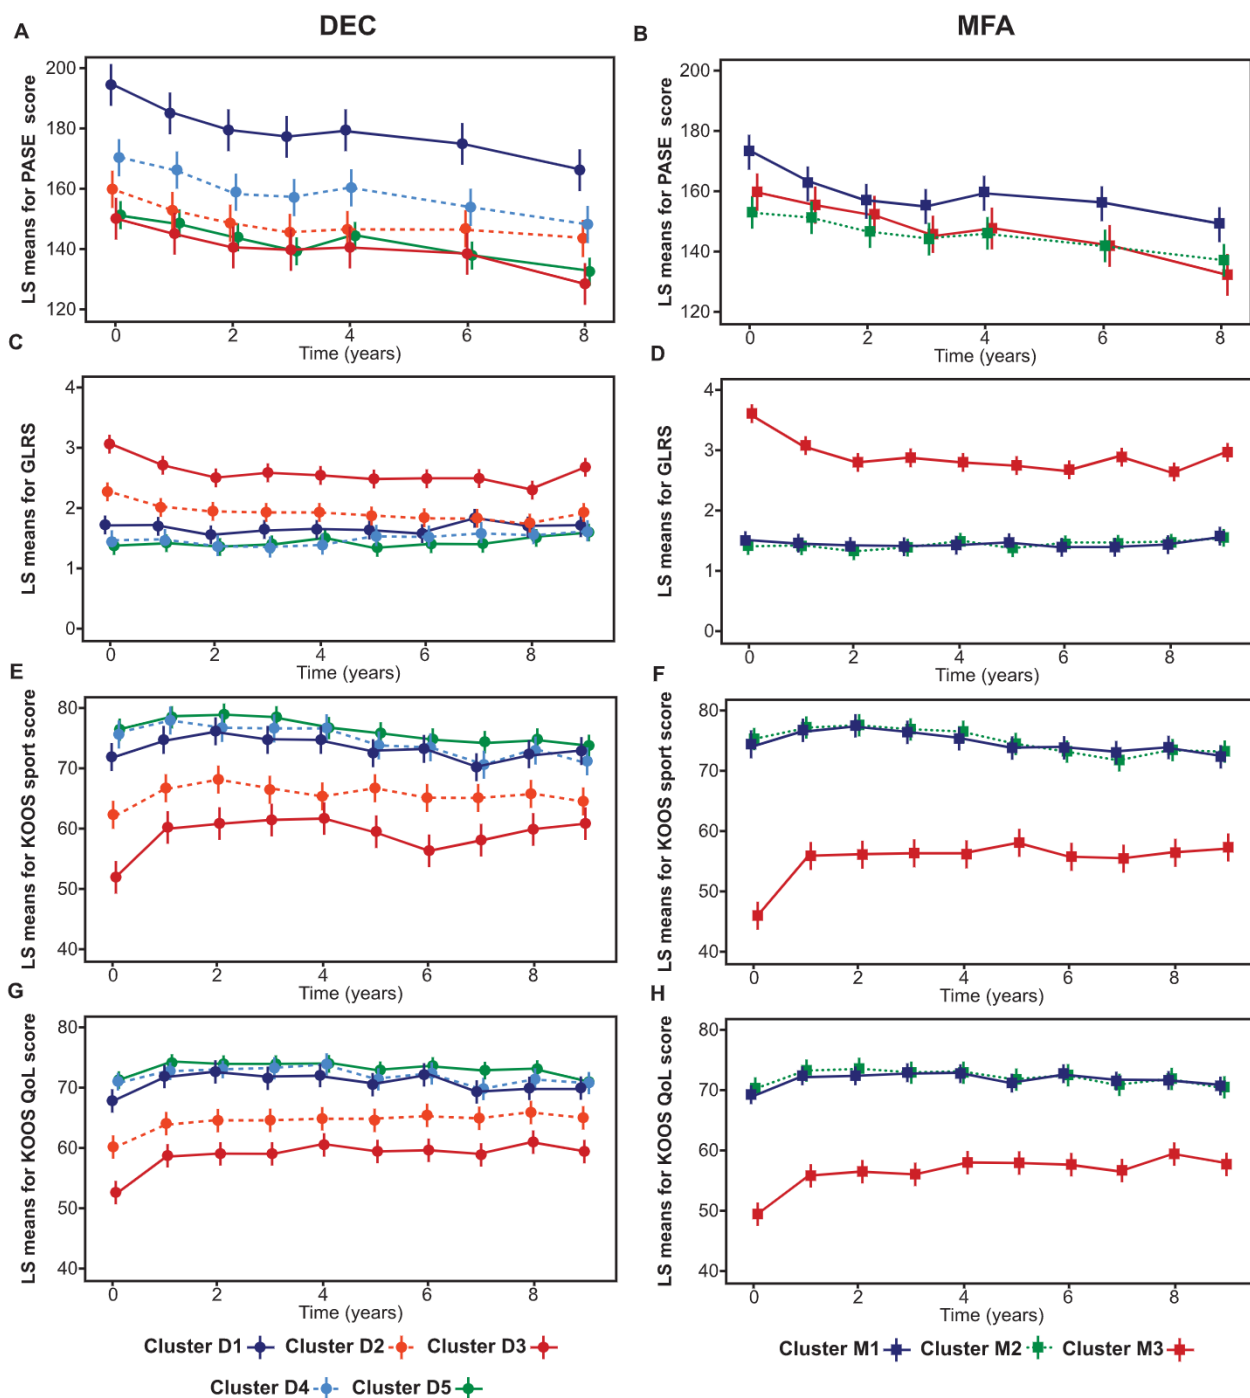 DEC
MFA
A
LS means for PASE score
200
180
160
140
120
0 2 4 6 8
Time (years)
B
LS means for PASE score
200
180
160
140
120
0 2 4 6 8
Time (years)
C
LS means for GLRS
4
3
2
1
0
0 2 4 6 8
Time (years)
D
LS means for GLRS
4
3
2
1
0
0 2 4 6 8
Time (years)
E
LS means for KOOS sport score
80
70
60
50
40
0 2 4 6 8
Time (years)
F
LS means for KOOS sport score
80
70
60
50
40
0 2 4 6 8
Time (years)
G
LS means for KOOS QoL score
80
70
60
50
40
0 2 4 6 8
Time (years)
H
LS means for KOOS QoL score
80
70
60
50
40
0 2 4 6 8
Time (years)
Cluster D1 Cluster D2 Cluster D3
Cluster D4 Cluster D5
Cluster M1 Cluster M2 Cluster M3